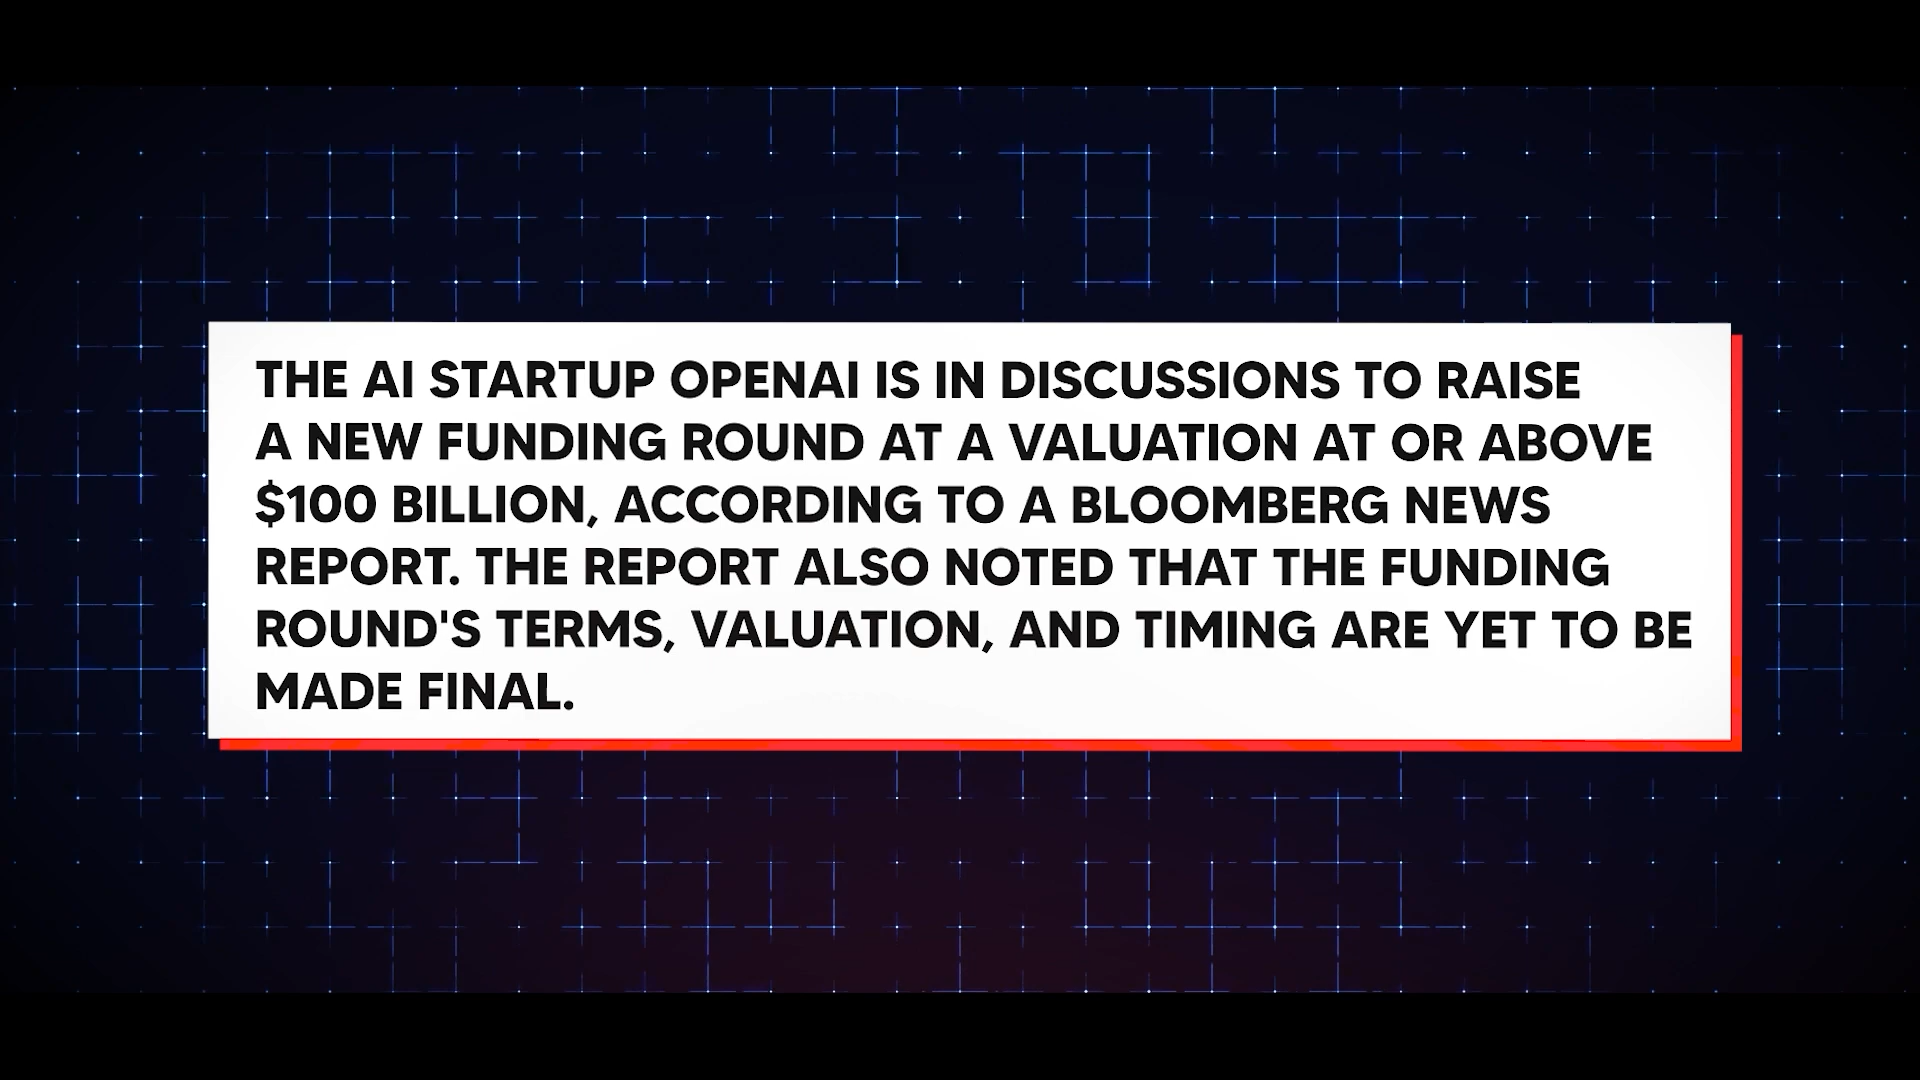 THE AI STARTUP OPENAI IS IN DISCUSSIONS TO RAISE
A NEW FUNDING ROUND AT A VALUATION AT OR ABOVE
$100 BILLION, ACCORDING TO A BLOOMBERG NEWS
REPORT. THE REPORT ALSO NOTED THAT THE FUNDING
ROUND'S TERMS, VALUATION, AND TIMING ARE YET TO BE
MADE FINAL.